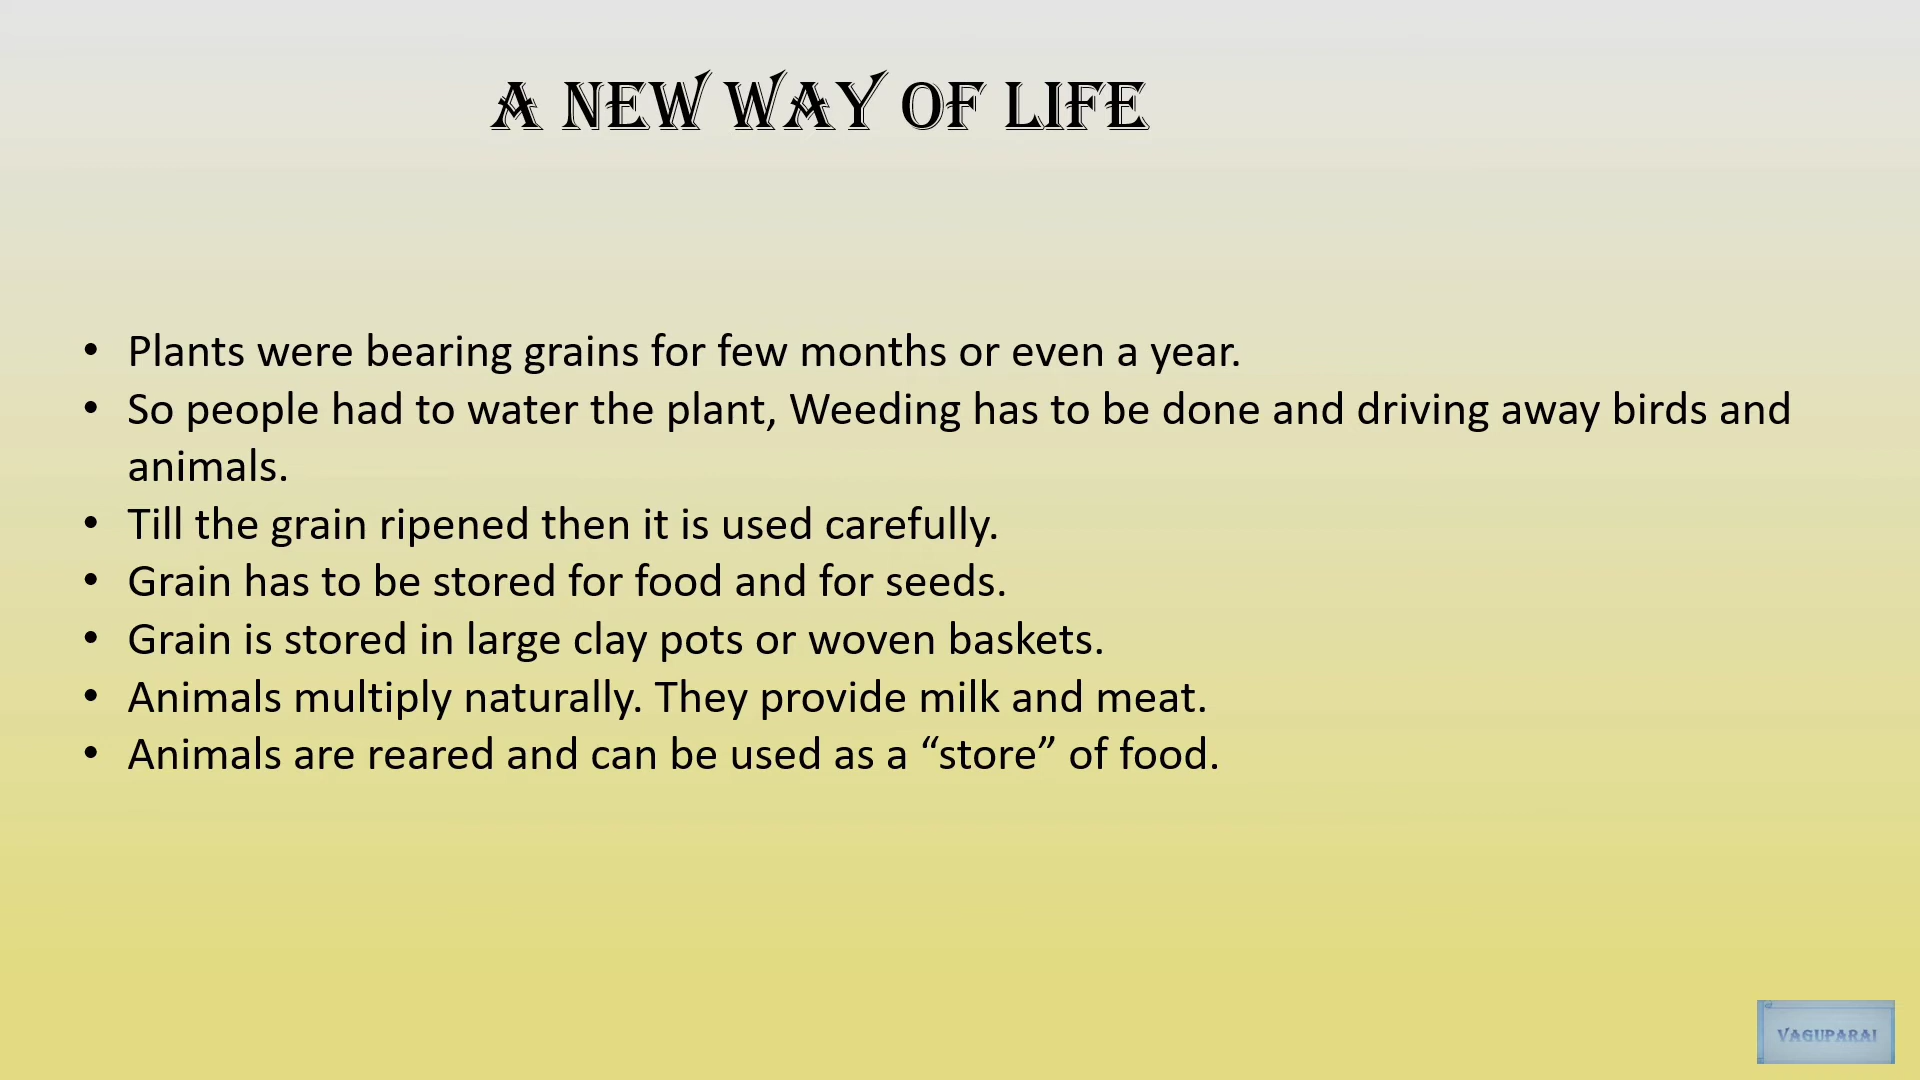 A NEW WAY OF LIFE
• Plants were bearing grains for few months or even a year.
• So people had to water the plant, Weeding has to be done and driving away birds and
animals.
• Till the grain ripened then it is used carefully.
• Grain has to be stored for food and for seeds.
• Grain is stored in large clay pots or woven baskets.
• Animals multiply naturally. They provide milk and meat.
• Animals are reared and can be used as a “store” of food.
VAGUPARAI